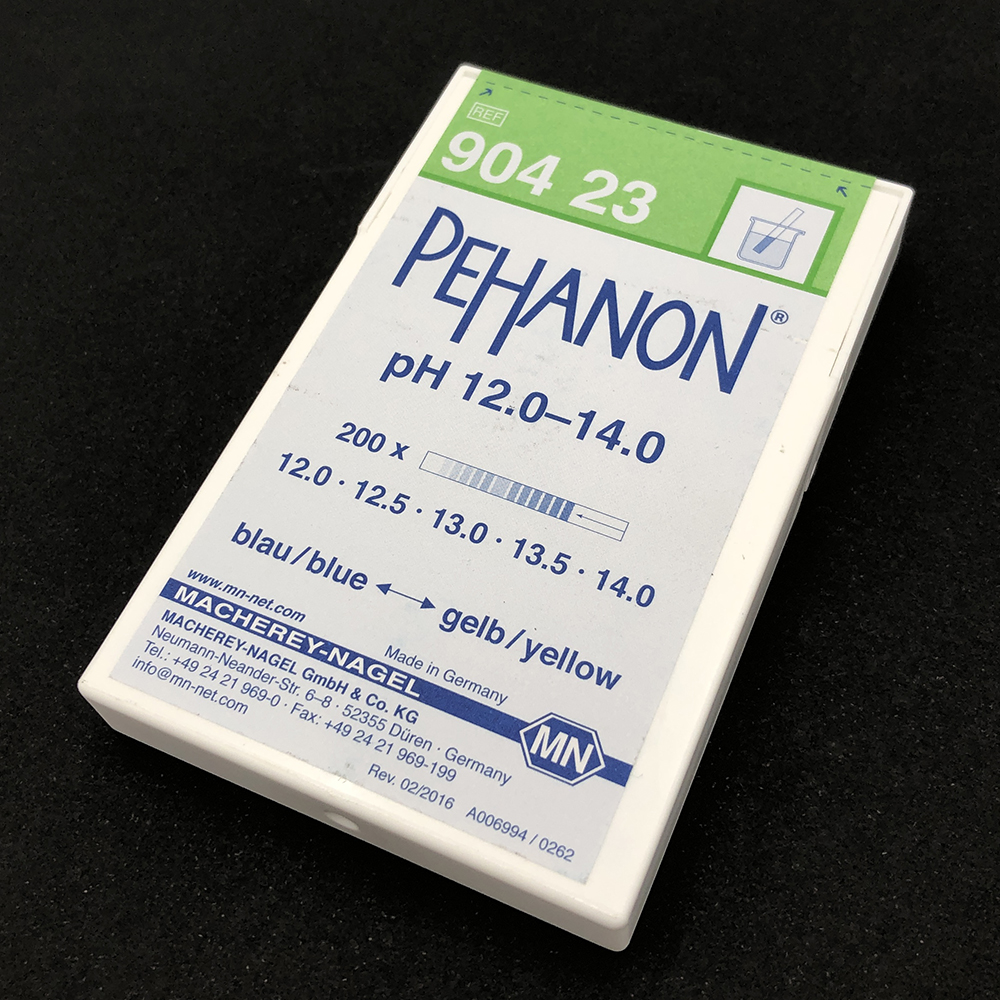 REF
904 23
PEHANON®
pH 12.0–14.0
200 x
12.0 · 12.5 · 13.0 · 13.5 · 14.0
blau/blue ↔ gelb/yellow
www.mn-net.com
Made in Germany
MACHEREY-NAGEL
MN
MACHEREY-NAGEL GmbH & Co. KG
Neumann-Neander-Str. 6–8 · 52355 Düren · Germany
Tel.: +49 24 21 969-0 · Fax: +49 24 21 969-199
info@mn-net.com
Rev. 02/2016 A006994 / 0262